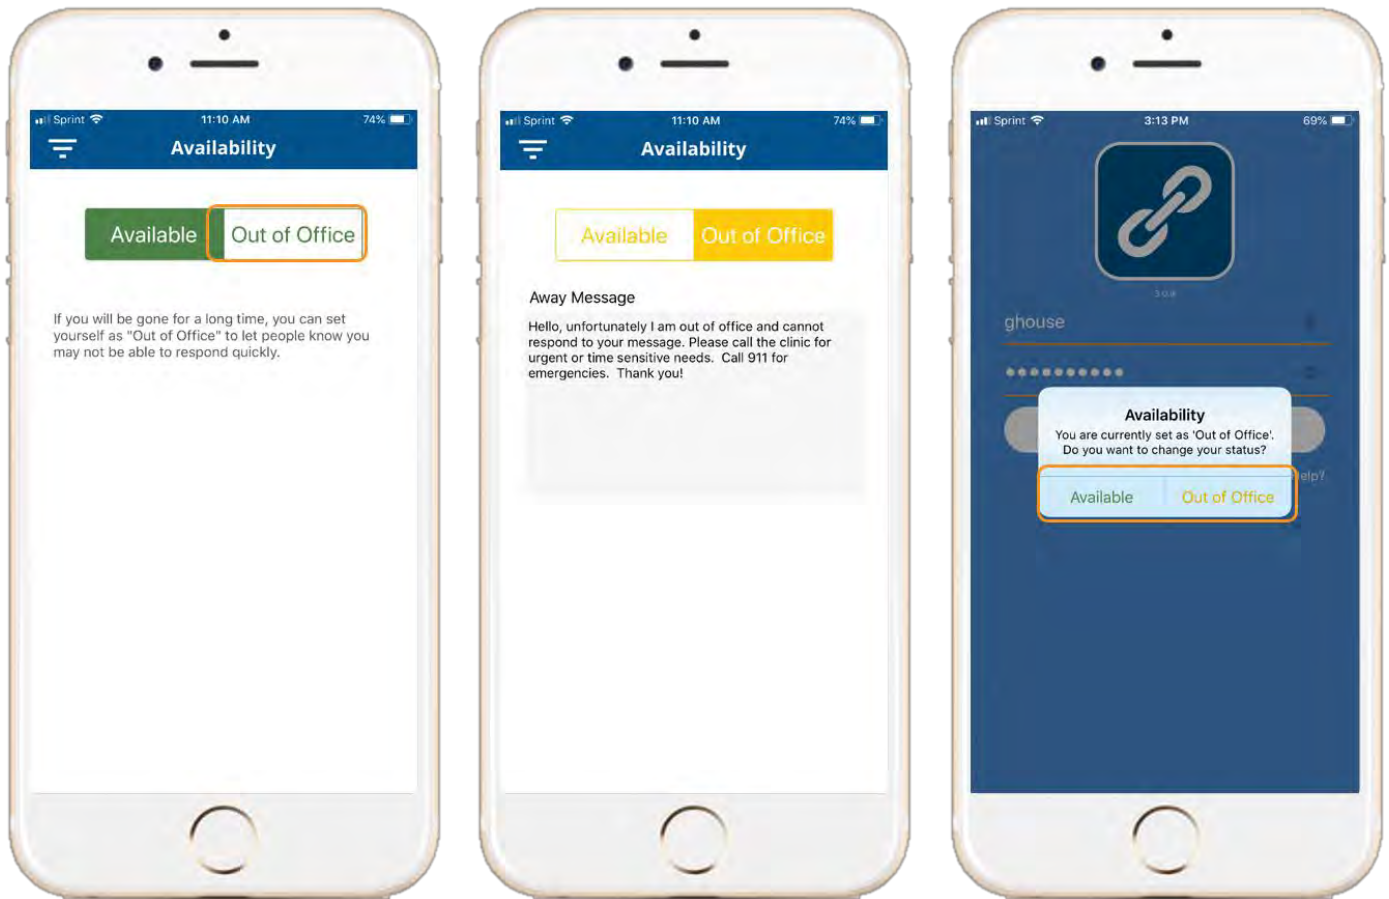 Sprint 11:10 AM 74%
Availability
Available Out of Office
If you will be gone for a long time, you can set
yourself as "Out of Office" to let people know you
may not be able to respond quickly.
Sprint 11:10 AM 74%
Availability
Available Out of Office
Away Message
Hello, unfortunately I am out of office and cannot
respond to your message. Please call the clinic for
urgent or time sensitive needs. Call 911 for
emergencies. Thank you!
Sprint 3:13 PM 69%
ghouse
Availability
You are currently set as 'Out of Office'.
Do you want to change your status?
Help?
Available Out of Office